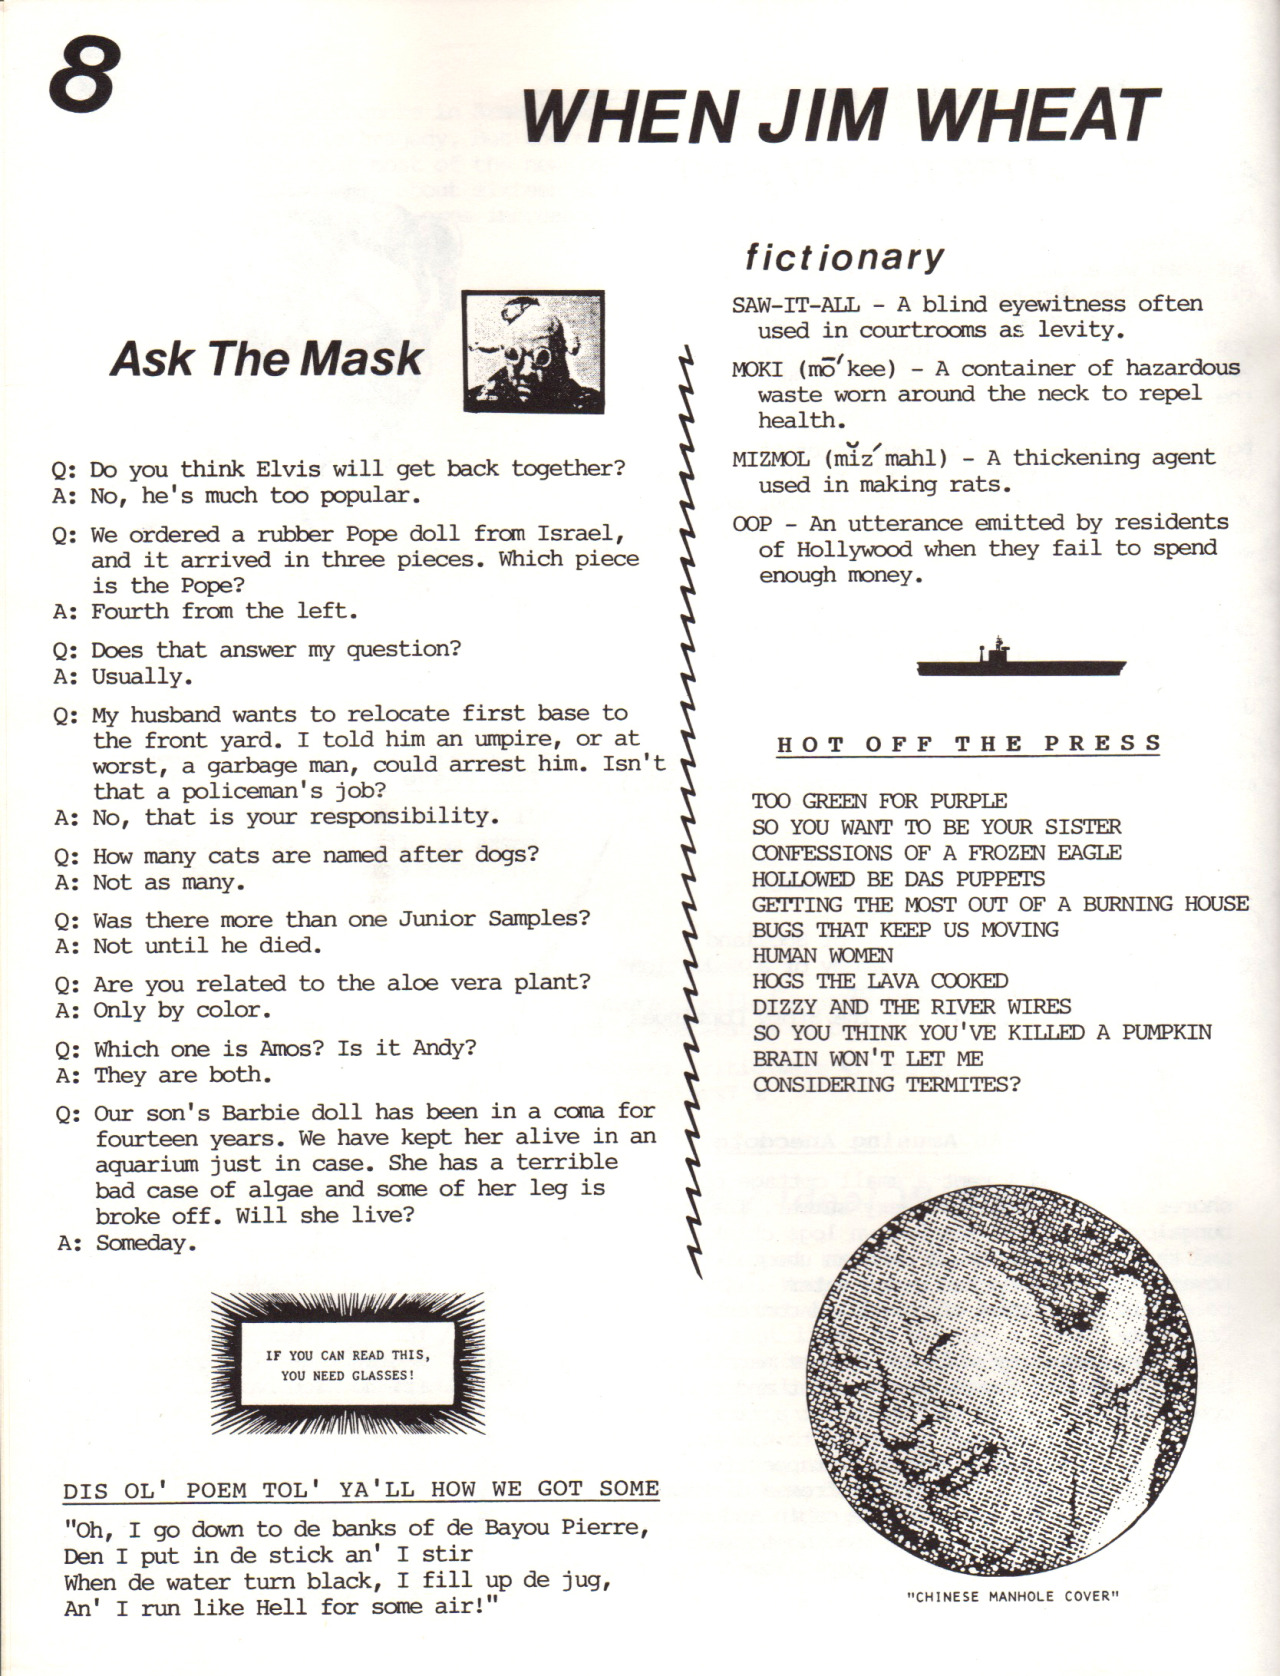 8
WHEN JIM WHEAT
Ask The Mask
Q: Do you think Elvis will get back together?
A: No, he's much too popular.
Q: We ordered a rubber Pope doll from Israel,
and it arrived in three pieces. Which piece
is the Pope?
A: Fourth from the left.
Q: Does that answer my question?
A: Usually.
Q: My husband wants to relocate first base to
the front yard. I told him an umpire, or at
worst, a garbage man, could arrest him. Isn't
that a policeman's job?
A: No, that is your responsibility.
Q: How many cats are named after dogs?
A: Not as many.
Q: Was there more than one Junior Samples?
A: Not until he died.
Q: Are you related to the aloe vera plant?
A: Only by color.
Q: Which one is Amos? Is it Andy?
A: They are both.
Q: Our son's Barbie doll has been in a coma for
fourteen years. We have kept her alive in an
aquarium just in case. She has a terrible
bad case of algae and some of her leg is
broke off. Will she live?
A: Someday.
IF YOU CAN READ THIS,
YOU NEED GLASSES!
DIS OL' POEM TOL' YA'LL HOW WE GOT SOME
"Oh, I go down to de banks of de Bayou Pierre,
Den I put in de stick an' I stir
When de water turn black, I fill up de jug,
An' I run like Hell for some air!"
fictionary
SAW-IT-ALL - A blind eyewitness often
used in courtrooms as levity.
MOKI (mō′kee) - A container of hazardous
waste worn around the neck to repel
health.
MIZMOL (mĭz′mahl) - A thickening agent
used in making rats.
OOP - An utterance emitted by residents
of Hollywood when they fail to spend
enough money.
HOT OFF THE PRESS
TOO GREEN FOR PURPLE
SO YOU WANT TO BE YOUR SISTER
CONFESSIONS OF A FROZEN EAGLE
HOLLOWED BE DAS PUPPETS
GETTING THE MOST OUT OF A BURNING HOUSE
BUGS THAT KEEP US MOVING
HUMAN WOMEN
HOGS THE LAVA COOKED
DIZZY AND THE RIVER WIRES
SO YOU THINK YOU'VE KILLED A PUMPKIN
BRAIN WON'T LET ME
CONSIDERING TERMITES?
"CHINESE MANHOLE COVER"